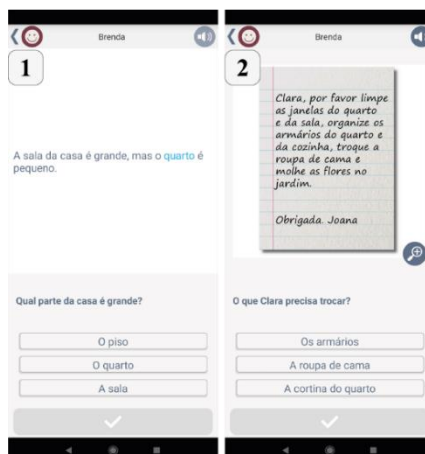 Brenda
1
A sala da casa é grande, mas o quarto é
pequeno.
Qual parte da casa é grande?
O piso
O quarto
A sala
Brenda
2
Clara, por favor limpe
as janelas do quarto
e da sala, organize os
armários do quarto e
da cozinha, troque a
roupa de cama e
molhe as flores no
jardim.
Obrigada. Joana
O que Clara precisa trocar?
Os armários
A roupa de cama
A cortina do quarto